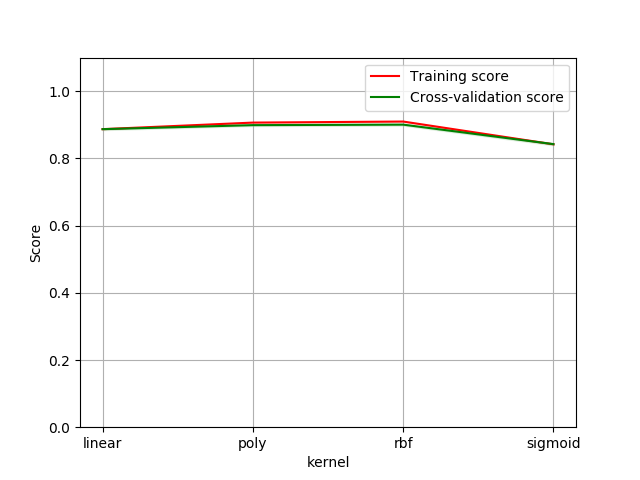 Training score
Cross-validation score
1.0
0.8
0.6
0.4
0.2
0.0
Score
linear
poly
rbf
sigmoid
kernel